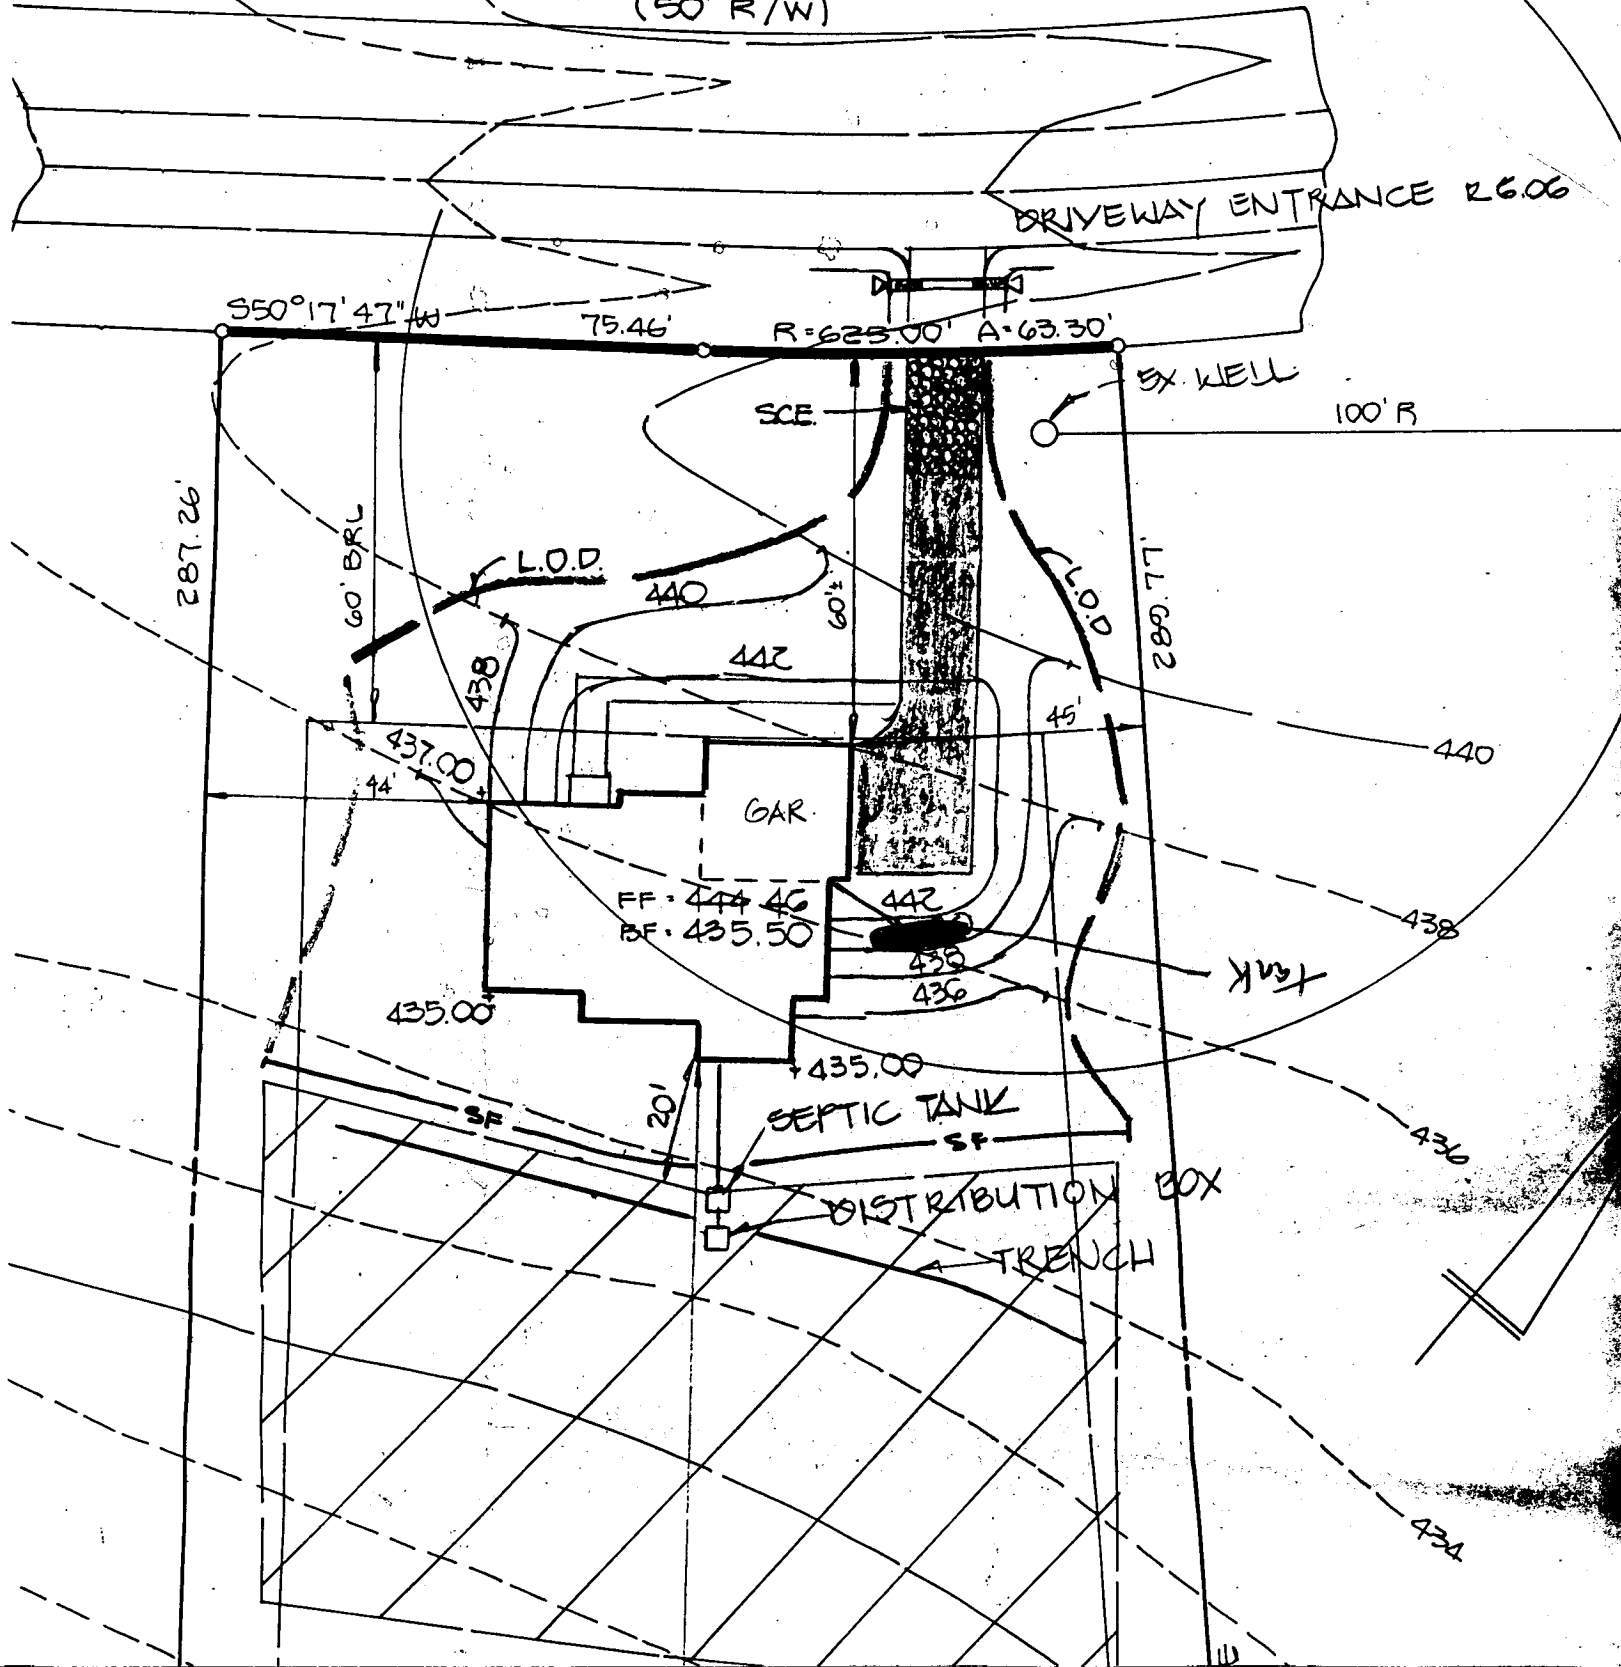 (50' R/W)
DRIVEWAY ENTRANCE R6.06
S50°17'47"W
75.46'
R=625.00' A=63.30'
EX. WELL
SCE.
100' R
287.26'
60' BRL
L.O.D.
440
60'±
L.O.D
289.77'
438
442
45'
437.00
440
44'
GAR.
FF = 444.46
442
438
BF = 435.50
438
Tank
436
435.00
435.00
20'
SEPTIC TANK
SF
SF
436
DISTRIBUTION BOX
TRENCH
434